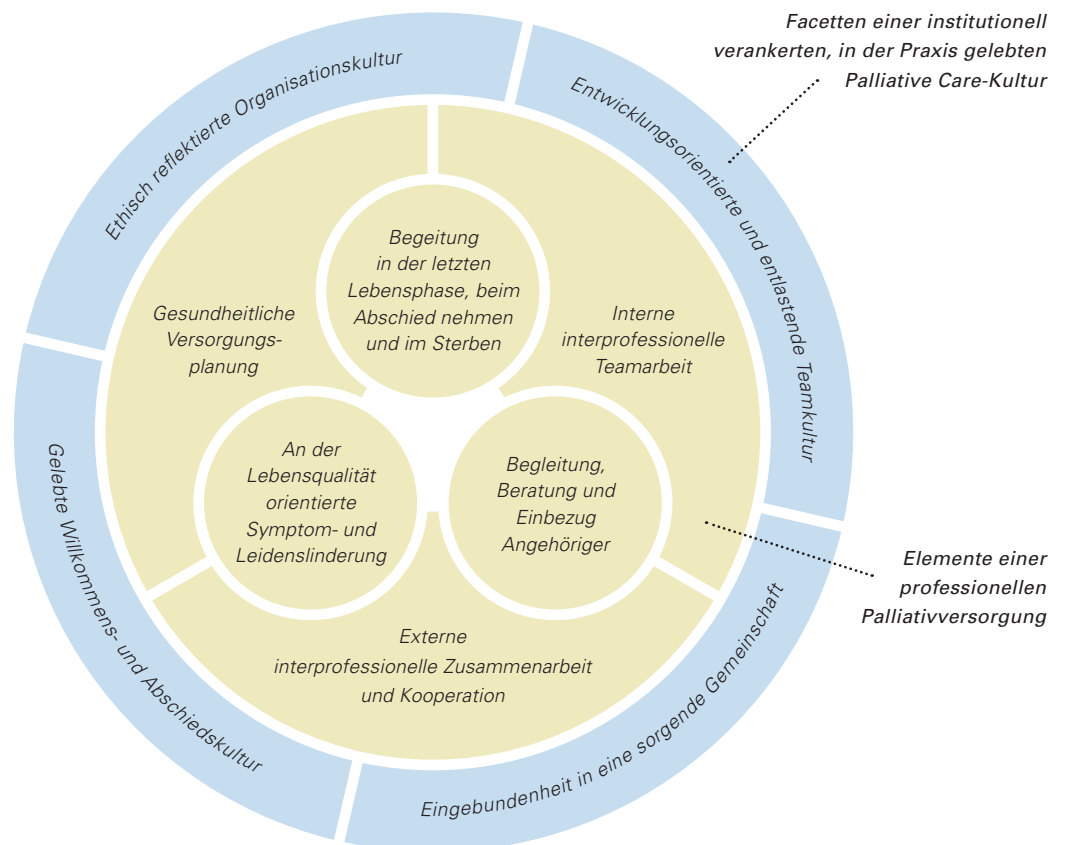 Facetten einer institutionell
verankerten, in der Praxis gelebten
Palliative Care-Kultur
Ethisch reflektierte Organisationskultur
Entwicklungsorientierte und entlastende Teamkultur
Begeitung
in der letzten
Lebensphase, beim
Abschied nehmen
und im Sterben
Gesundheitliche
Versorgungs-
planung
Interne
interprofessionelle
Teamarbeit
An der
Lebensqualität
orientierte
Symptom- und
Leidenslinderung
Begleitung,
Beratung und
Einbezug
Angehöriger
Elemente einer
professionellen
Palliativversorgung
Externe
interprofessionelle Zusammenarbeit
und Kooperation
Gelebte Willkommens- und Abschiedskultur
Eingebundenheit in eine sorgende Gemeinschaft